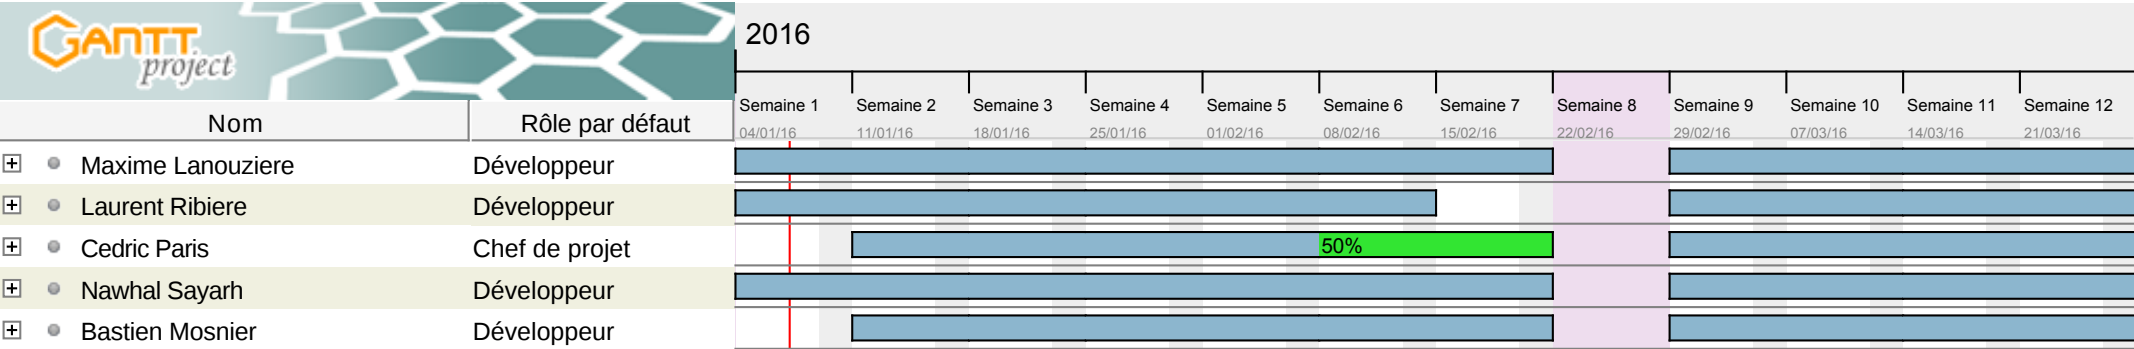 GANTT
project
2016
Semaine 1 Semaine 2 Semaine 3 Semaine 4 Semaine 5 Semaine 6 Semaine 7 Semaine 8 Semaine 9 Semaine 10 Semaine 11 Semaine 12
Nom Rôle par défaut
04/01/16 11/01/16 18/01/16 25/01/16 01/02/16 08/02/16 15/02/16 22/02/16 29/02/16 07/03/16 14/03/16 21/03/16
Maxime Lanouziere Développeur
Laurent Ribiere Développeur
Cedric Paris Chef de projet 50%
Nawhal Sayarh Développeur
Bastien Mosnier Développeur